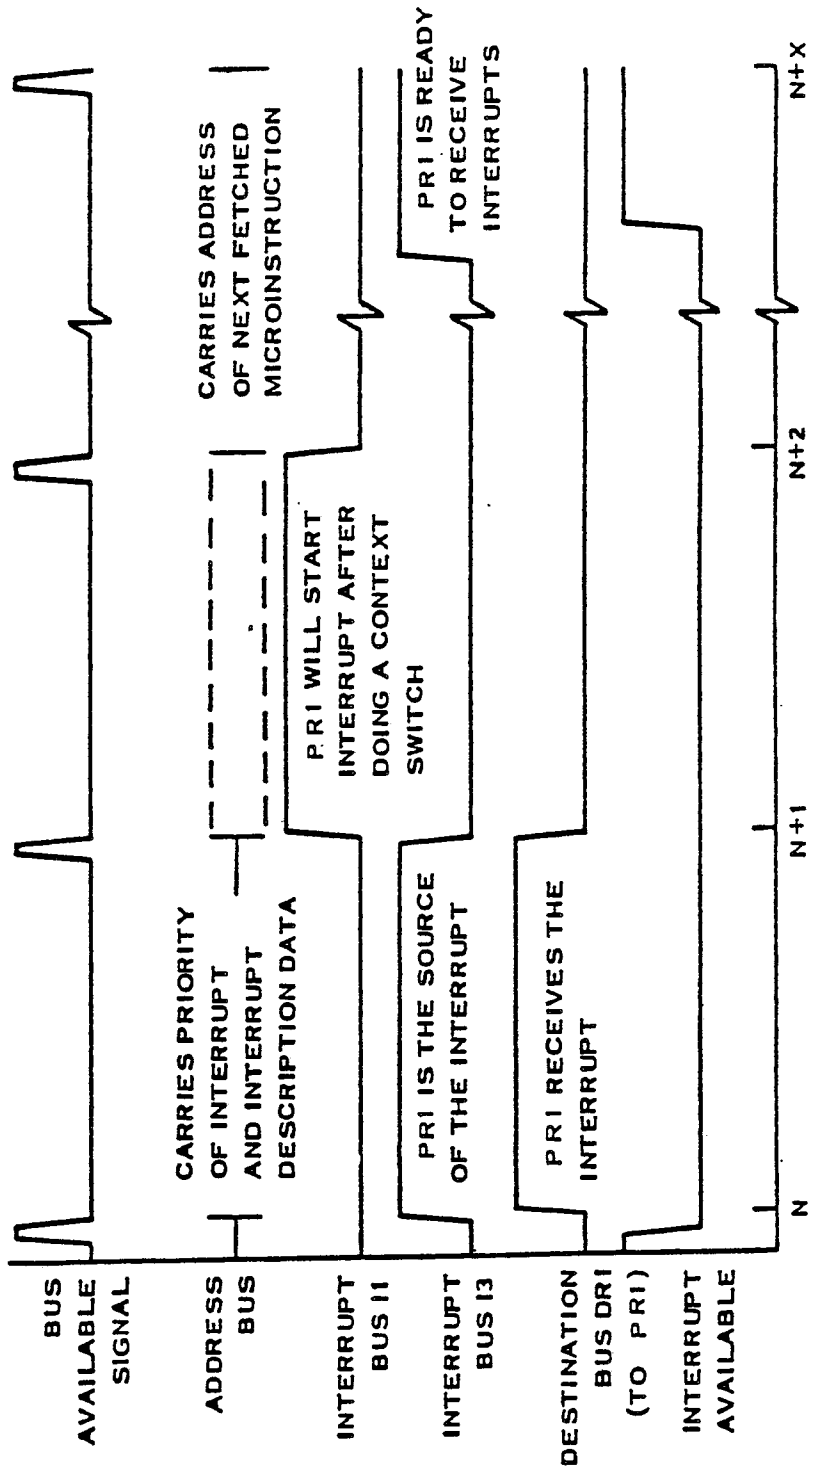 BUS
AVAILABLE
SIGNAL
ADDRESS
BUS
CARRIES PRIORITY
OF INTERRUPT
AND INTERRUPT
DESCRIPTION DATA
CARRIES ADDRESS
OF NEXT FETCHED
MICROINSTRUCTION
INTERRUPT
BUS I1
PRI WILL START
INTERRUPT AFTER
DOING A CONTEXT
SWITCH
INTERRUPT
BUS I3
PRI IS THE SOURCE
OF THE INTERRUPT
PRI IS READY
TO RECEIVE
INTERRUPTS
DESTINATION
BUS DRI
(TO PRI)
PRI RECEIVES THE
INTERRUPT
INTERRUPT
AVAILABLE
N
N+1
N+2
N+X